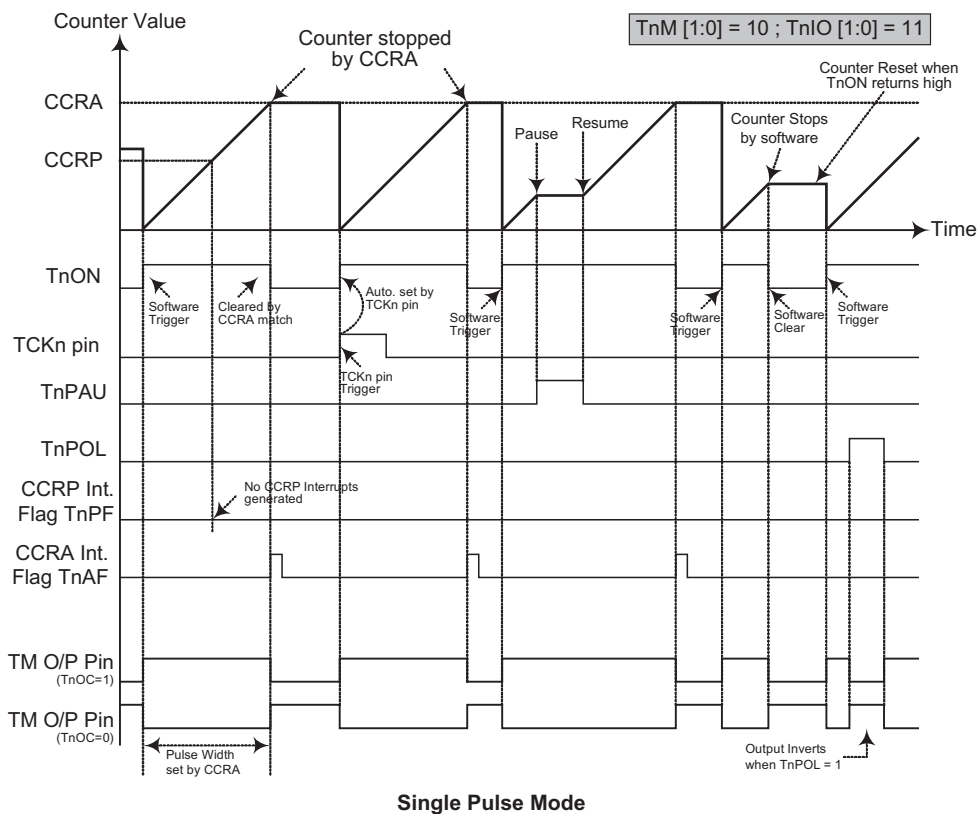 Counter Value
TnM [1:0] = 10 ; TnIO [1:0] = 11
Counter stopped
by CCRA
Counter Reset when
TnON returns high
CCRA
Pause
Resume
Counter Stops
by software
CCRP
Time
TnON
Software
Trigger
Cleared by
CCRA match
Auto. set by
TCKn pin
Software
Trigger
Software
Trigger
Software
Clear
Software
Trigger
TCKn pin
TCKn pin
Trigger
TnPAU
TnPOL
No CCRP Interrupts
generated
CCRP Int.
Flag TnPF
CCRA Int.
Flag TnAF
TM O/P Pin
(TnOC=1)
TM O/P Pin
(TnOC=0)
Pulse Width
set by CCRA
Output Inverts
when TnPOL = 1
Single Pulse Mode